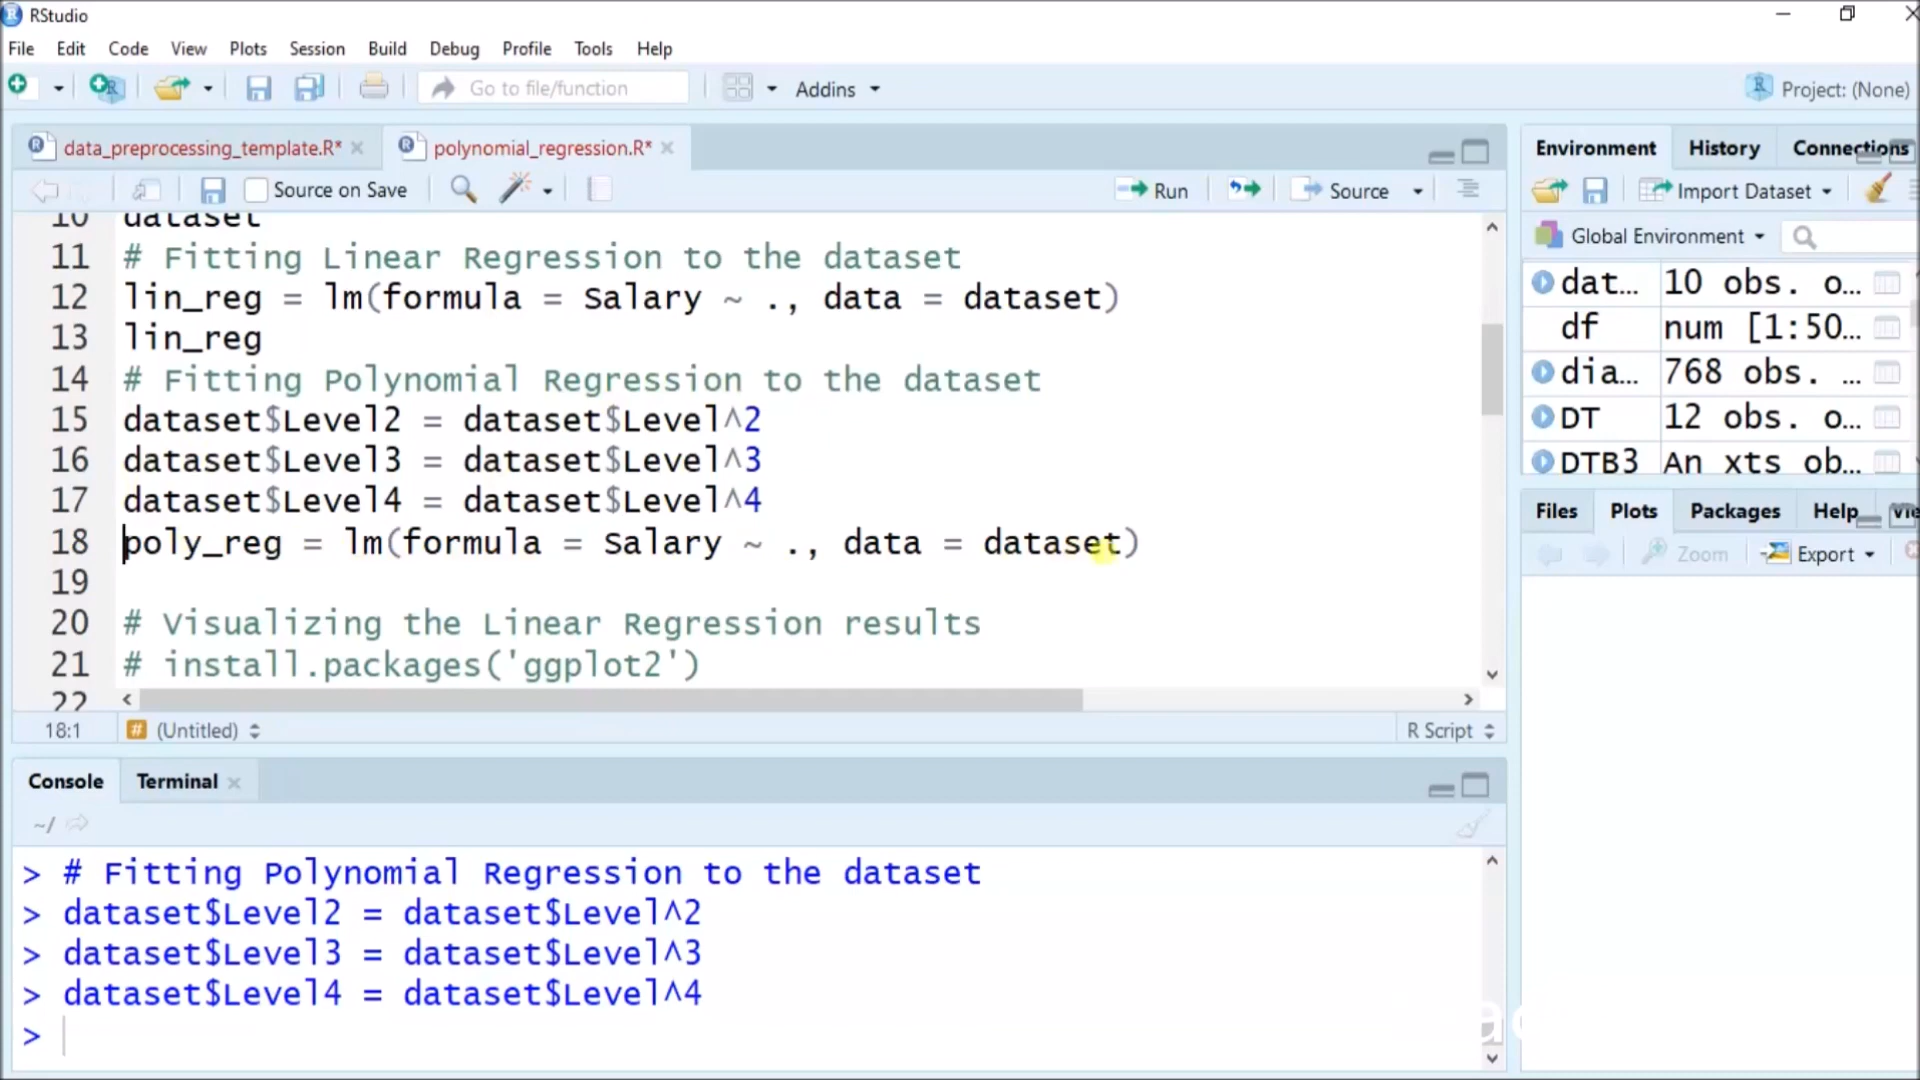 RStudio
File Edit Code View Plots Session Build Debug Profile Tools Help
Go to file/function Addins Project: (None)
data_preprocessing_template.R* polynomial_regression.R*
Source on Save Run Source
10 dataset
11 # Fitting Linear Regression to the dataset
12 lin_reg = lm(formula = Salary ~ ., data = dataset)
13 lin_reg
14 # Fitting Polynomial Regression to the dataset
15 dataset$Level2 = dataset$Level^2
16 dataset$Level3 = dataset$Level^3
17 dataset$Level4 = dataset$Level^4
18 poly_reg = lm(formula = Salary ~ ., data = dataset)
19
20 # Visualizing the Linear Regression results
21 # install.packages('ggplot2')
22
18:1 # (Untitled) R Script
Console Terminal
~/
> # Fitting Polynomial Regression to the dataset
> dataset$Level2 = dataset$Level^2
> dataset$Level3 = dataset$Level^3
> dataset$Level4 = dataset$Level^4
>
Environment History Connections
Import Dataset
Global Environment
dat... 10 obs. o...
df num [1:50...
dia... 768 obs. ...
DT 12 obs. o...
DTB3 An xts ob...
Files Plots Packages Help
Zoom Export